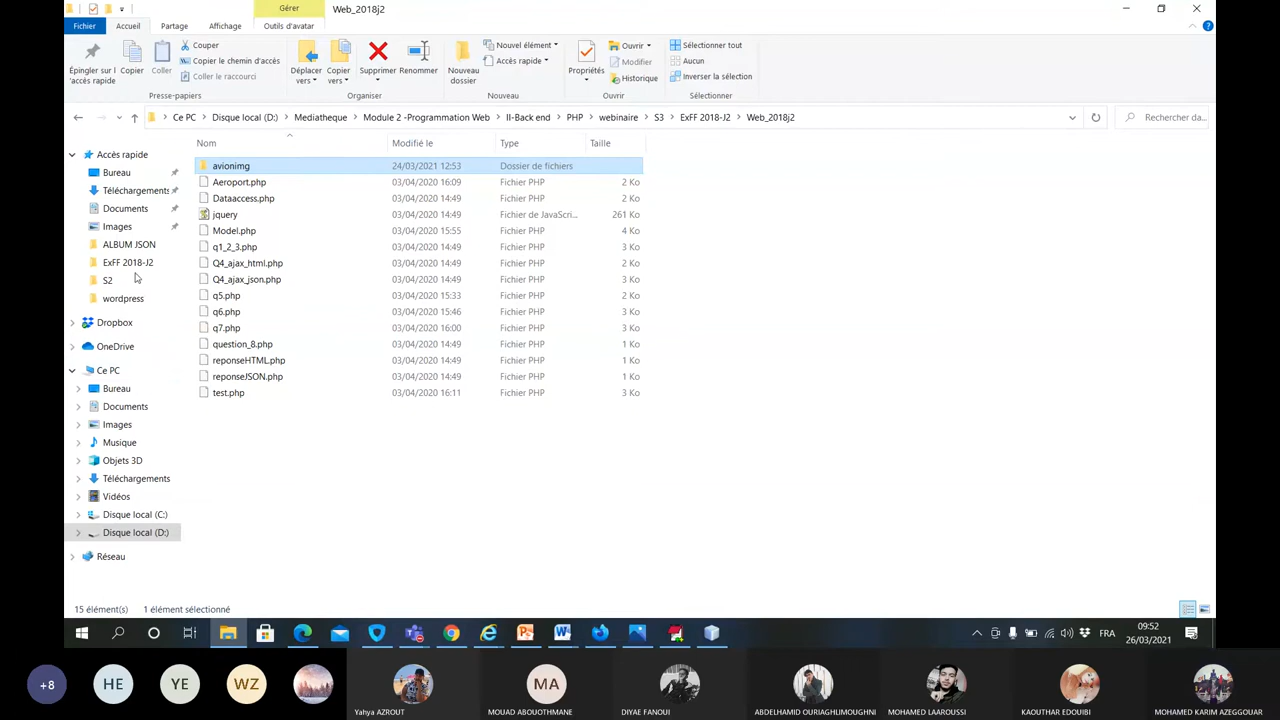 Gérer
Web_2018j2
Fichier
Accueil
Partage
Affichage
Outils d'avatar
Épingler sur l'accès rapide
Copier
Coller
Couper
Copier le chemin d'accès
Coller le raccourci
Presse-papiers
Déplacer vers
Copier vers
Supprimer
Renommer
Organiser
Nouveau dossier
Nouvel élément
Accès rapide
Nouveau
Propriétés
Ouvrir
Modifier
Historique
Ouvrir
Sélectionner tout
Aucun
Inverser la sélection
Sélectionner
Ce PC > Disque local (D:) > Mediatheque > Module 2 -Programmation Web > II-Back end > PHP > webinaire > S3 > ExFF 2018-J2 > Web_2018j2
Rechercher da...
Accès rapide
Bureau
Téléchargements
Documents
Images
ALBUM JSON
ExFF 2018-J2
S2
wordpress
Dropbox
OneDrive
Ce PC
Bureau
Documents
Images
Musique
Objets 3D
Téléchargements
Vidéos
Disque local (C:)
Disque local (D:)
Réseau
Nom Modifié le Type Taille
avionimg 24/03/2021 12:53 Dossier de fichiers
Aeroport.php 03/04/2020 16:09 Fichier PHP 2 Ko
Dataaccess.php 03/04/2020 14:49 Fichier PHP 2 Ko
jquery 03/04/2020 14:49 Fichier de JavaScri... 261 Ko
Model.php 03/04/2020 15:55 Fichier PHP 4 Ko
q1_2_3.php 03/04/2020 14:49 Fichier PHP 3 Ko
Q4_ajax_html.php 03/04/2020 14:49 Fichier PHP 3 Ko
Q4_ajax_json.php 03/04/2020 14:49 Fichier PHP 3 Ko
q5.php 03/04/2020 15:33 Fichier PHP 2 Ko
q6.php 03/04/2020 15:46 Fichier PHP 3 Ko
q7.php 03/04/2020 16:00 Fichier PHP 3 Ko
question_8.php 03/04/2020 14:49 Fichier PHP 1 Ko
reponseHTML.php 03/04/2020 14:49 Fichier PHP 1 Ko
reponseJSON.php 03/04/2020 14:49 Fichier PHP 1 Ko
test.php 03/04/2020 16:11 Fichier PHP 3 Ko
15 élément(s) 1 élément sélectionné
FRA
09:52
26/03/2021
+8
HE
YE
WZ
Yahya AZROUT
MA
MOUAD ABOUOTHMANE
DIYAE FANOUI
ABDELHAMID OURIAGHLIMOUGHNI
MOHAMED LAAROUSSI
KAOUTHAR EDOUIBI
MOHAMED KARIM AZEGGOUAR